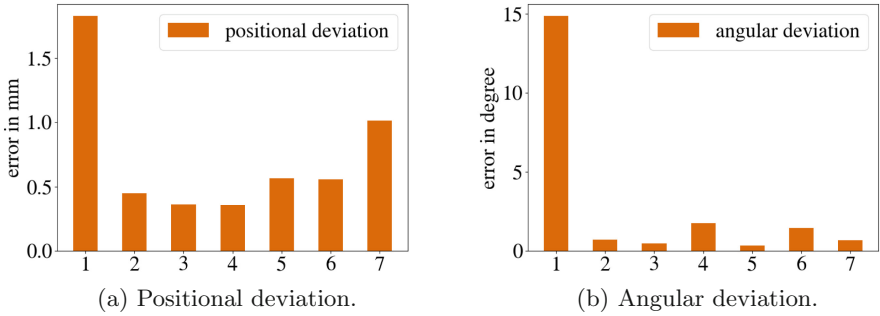 positional deviation
error in mm
1.5
1.0
0.5
0.0
1 2 3 4 5 6 7
(a) Positional deviation.
angular deviation
error in degree
15
10
5
0
1 2 3 4 5 6 7
(b) Angular deviation.